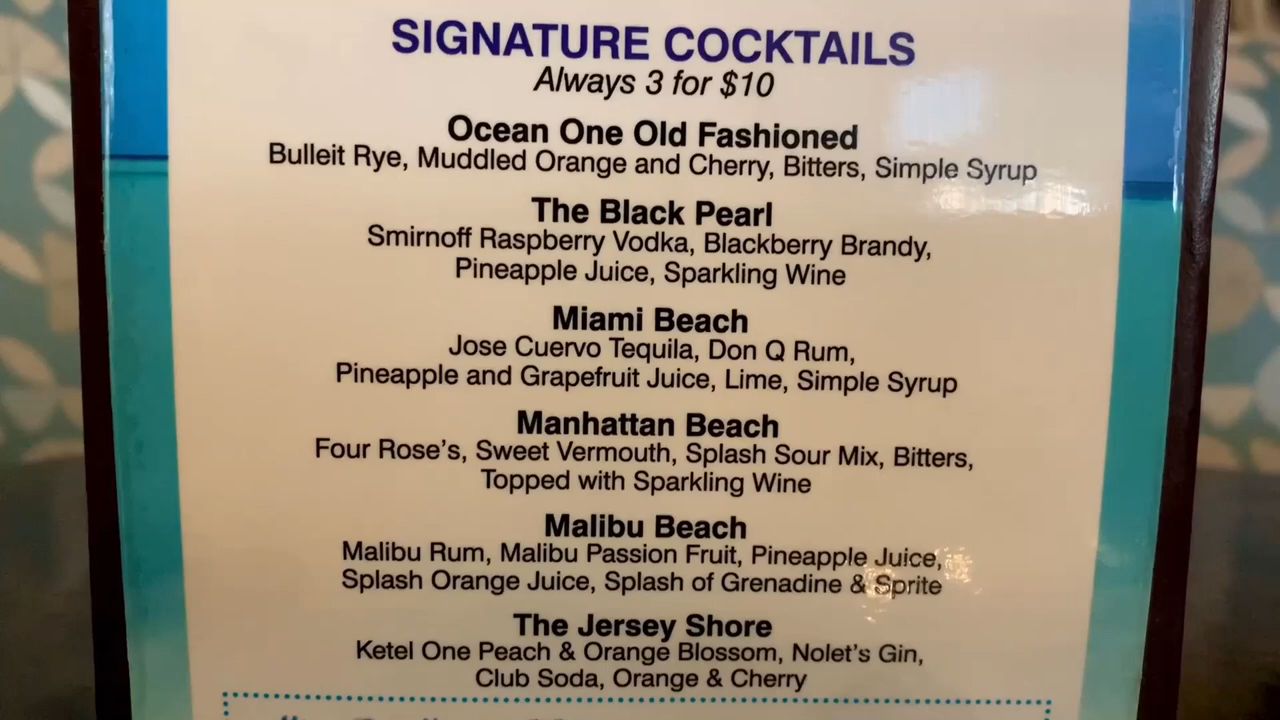 SIGNATURE COCKTAILS
Always 3 for $10
Ocean One Old Fashioned
Bulleit Rye, Muddled Orange and Cherry, Bitters, Simple Syrup
The Black Pearl
Smirnoff Raspberry Vodka, Blackberry Brandy,
Pineapple Juice, Sparkling Wine
Miami Beach
Jose Cuervo Tequila, Don Q Rum,
Pineapple and Grapefruit Juice, Lime, Simple Syrup
Manhattan Beach
Four Rose's, Sweet Vermouth, Splash Sour Mix, Bitters,
Topped with Sparkling Wine
Malibu Beach
Malibu Rum, Malibu Passion Fruit, Pineapple Juice,
Splash Orange Juice, Splash of Grenadine & Sprite
The Jersey Shore
Ketel One Peach & Orange Blossom, Nolet's Gin,
Club Soda, Orange & Cherry